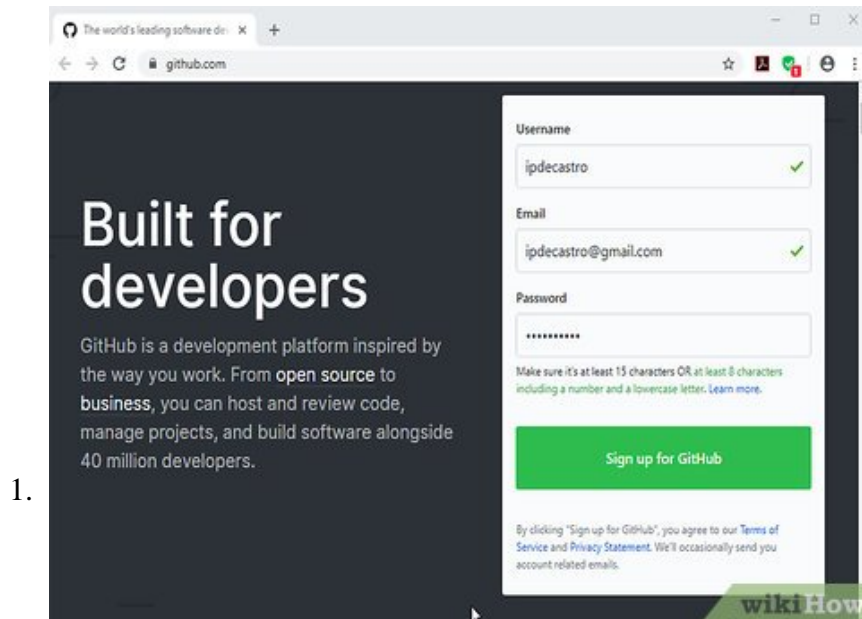 The world's leading software de
github.com
Username
ipdecastro
Email
ipdecastro@gmail.com
Password
••••••••••
Make sure it's at least 15 characters OR at least 8 characters
including a number and a lowercase letter. Learn more.
Sign up for GitHub
By clicking "Sign up for GitHub", you agree to our Terms of
Service and Privacy Statement. We'll occasionally send you
account related emails.
Built for
developers
GitHub is a development platform inspired by
the way you work. From open source to
business, you can host and review code,
manage projects, and build software alongside
40 million developers.
1.
wikiHow